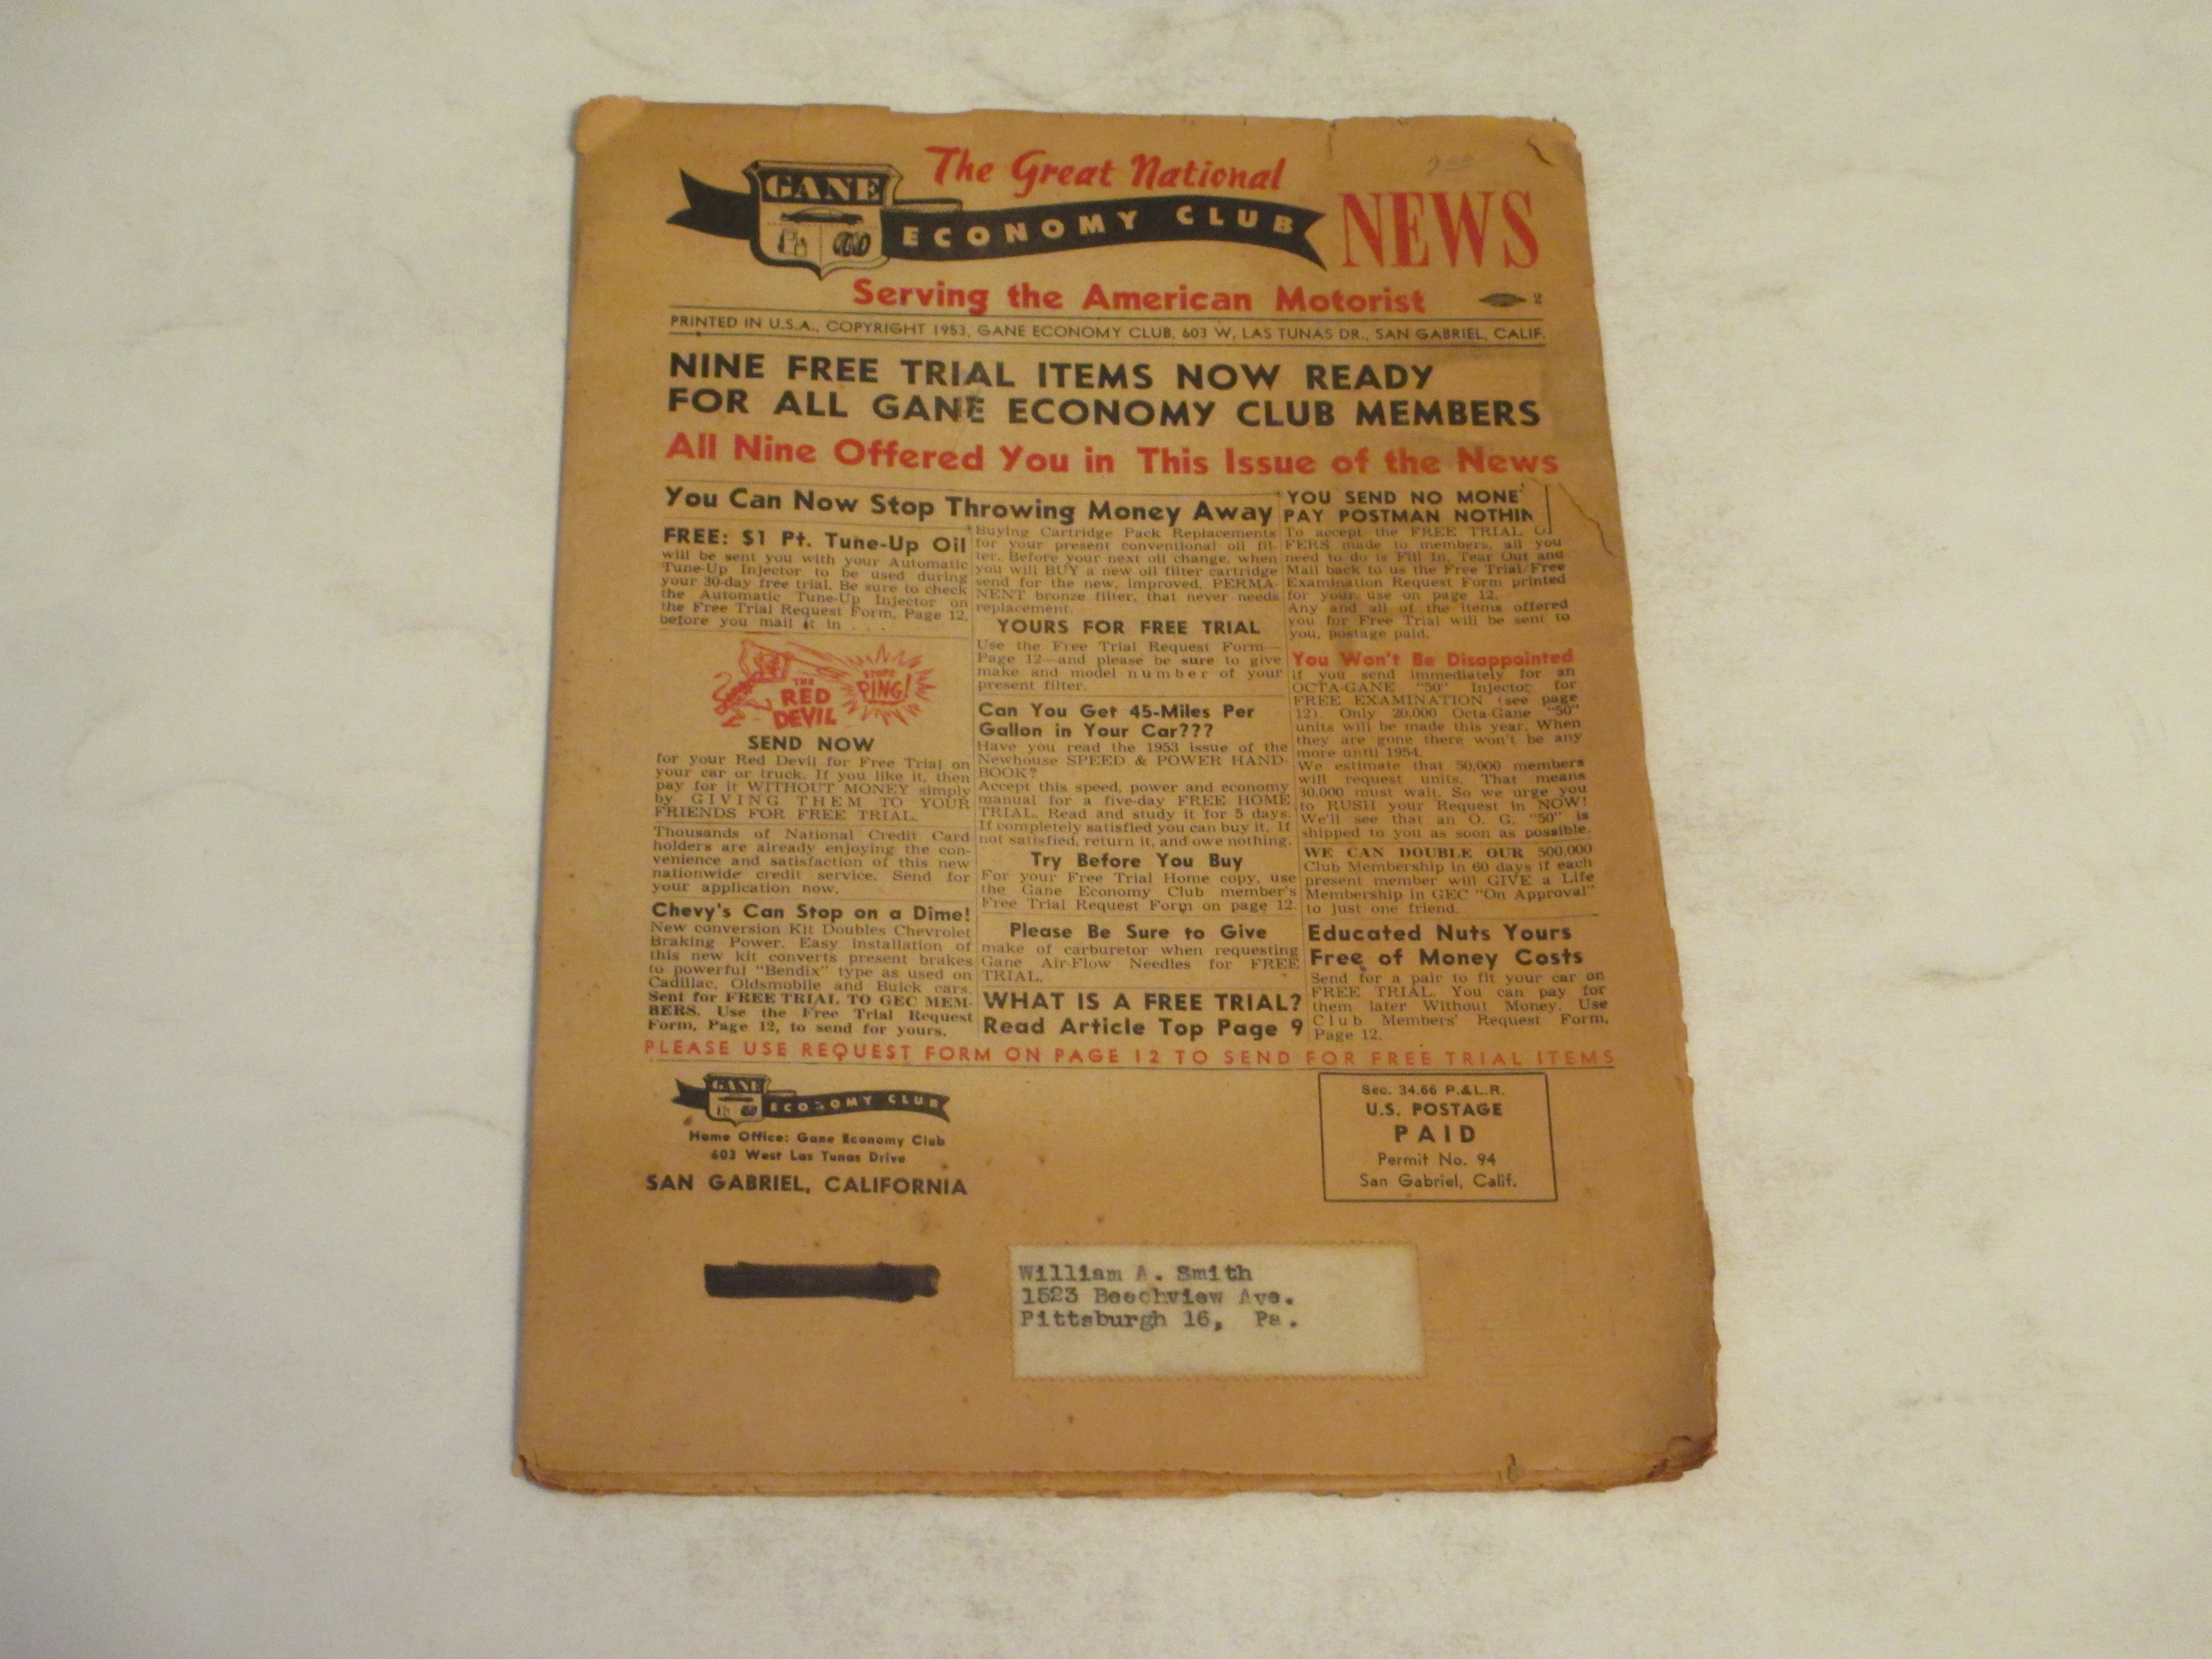 The Great National
GANE
ECONOMY CLUB
NEWS
Serving the American Motorist
2
PRINTED IN U.S.A., COPYRIGHT 1953, GANE ECONOMY CLUB, 603 W. LAS TUNAS DR., SAN GABRIEL, CALIF.
NINE FREE TRIAL ITEMS NOW READY
FOR ALL GANE ECONOMY CLUB MEMBERS
All Nine Offered You in This Issue of the News
You Can Now Stop Throwing Money Away
FREE: $1 Pt. Tune-Up Oil
will be sent you with your Automatic
Tune-Up Injector to be used during
your 30-day free trial. Be sure to check
the Automatic Tune-Up Injector on
the Free Trial Request Form, Page 12,
before you mail it in . . .
THE
RED
DEVIL
STOPS
PING!
SEND NOW
for your Red Devil for Free Trial on
your car or truck. If you like it, then
pay for it WITHOUT MONEY simply
by GIVING THEM TO YOUR
FRIENDS FOR FREE TRIAL.
Thousands of National Credit Card
holders are already enjoying the con-
venience and satisfaction of this new
nationwide credit service. Send for
your application now.
Chevy's Can Stop on a Dime!
New conversion Kit Doubles Chevrolet
Braking Power. Easy installation of
this new kit converts present brakes
to powerful "Bendix" type as used on
Cadillac, Oldsmobile and Buick cars.
Sent for FREE TRIAL TO GEC MEM-
BERS. Use the Free Trial Request
Form, Page 12, to send for yours.
Buying Cartridge Pack Replacements
for your present conventional oil fil-
ter. Before your next oil change, when
you will BUY a new oil filter cartridge
send for the new, improved, PERMA-
NENT bronze filter, that never needs
replacement.
YOURS FOR FREE TRIAL
Use the Free Trial Request Form—
Page 12—and please be sure to give
make and model number of your
present filter.
Can You Get 45-Miles Per
Gallon in Your Car???
Have you read the 1953 issue of the
Newhouse SPEED & POWER HAND-
BOOK?
Accept this speed, power and economy
manual for a five-day FREE HOME
TRIAL. Read and study it for 5 days.
If completely satisfied you can buy it. If
not satisfied, return it, and owe nothing.
Try Before You Buy
For your Free Trial Home copy, use
the Gane Economy Club member's
Free Trial Request Form on page 12.
Please Be Sure to Give
make of carburetor when requesting
Gane Air-Flow Needles for FREE
TRIAL.
WHAT IS A FREE TRIAL?
Read Article Top Page 9
YOU SEND NO MONE
PAY POSTMAN NOTHIN
To accept the FREE TRIAL O
FERS made to members, all you
need to do is Fill In, Tear Out and
Mail back to us the Free Trial/Free
Examination Request Form printed
for your use on page 12.
Any and all of the items offered
you for Free Trial will be sent to
you, postage paid.
You Won't Be Disappointed
if you send immediately for an
OCTA-GANE "50" Injector for
FREE EXAMINATION (see page
12). Only 20,000 Octa-Gane "50"
units will be made this year. When
they are gone there won't be any
more until 1954.
We estimate that 50,000 members
will request units. That means
30,000 must wait. So we urge you
to RUSH your Request in NOW!
We'll see that an O. G. "50" is
shipped to you as soon as possible.
WE CAN DOUBLE OUR 500,000
Club Membership in 60 days if each
present member will GIVE a Life
Membership in GEC "On Approval"
to just one friend.
Educated Nuts Yours
Free of Money Costs
Send for a pair to fit your car on
FREE TRIAL. You can pay for
them later Without Money. Use
Club Members' Request Form,
Page 12.
PLEASE USE REQUEST FORM ON PAGE 12 TO SEND FOR FREE TRIAL ITEMS
GANE
ECONOMY CLUB
Home Office: Gane Economy Club
603 West Las Tunas Drive
SAN GABRIEL, CALIFORNIA
Sec. 34.66 P.&L.R.
U.S. POSTAGE
PAID
Permit No. 94
San Gabriel, Calif.
William A. Smith
1523 Beechview Ave.
Pittsburgh 16, Pa.